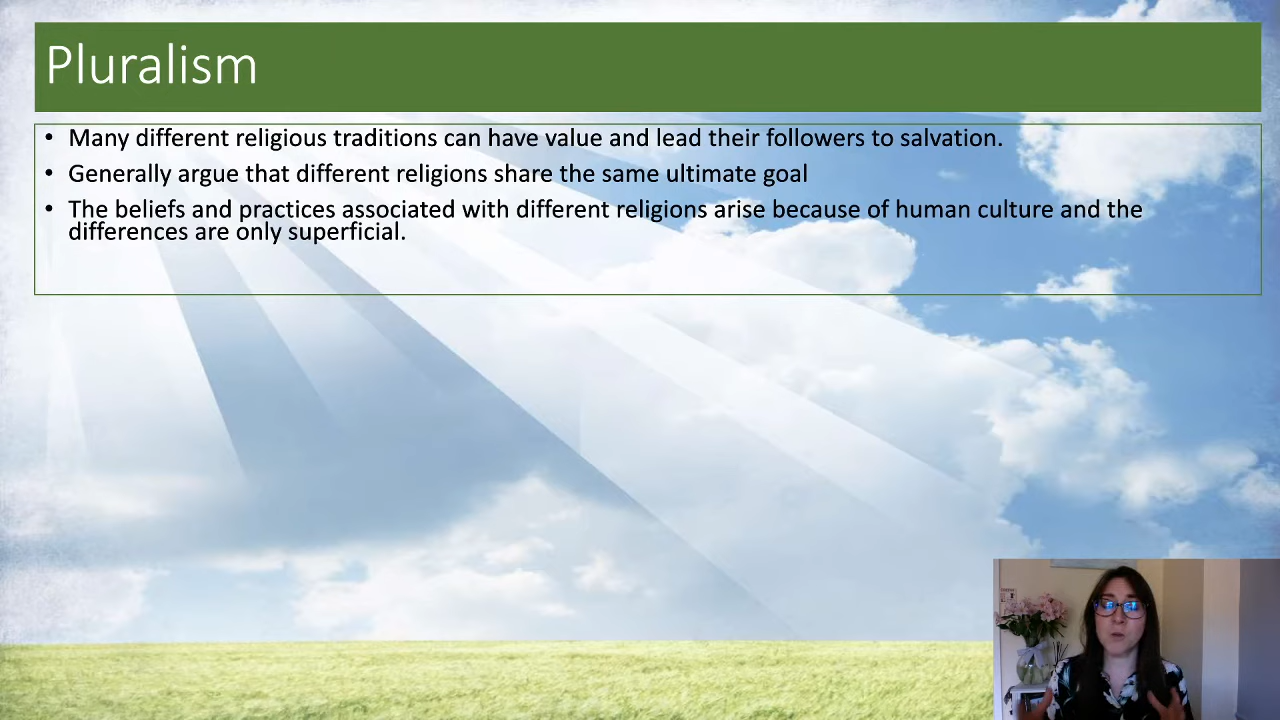 Pluralism
• Many different religious traditions can have value and lead their followers to salvation.
• Generally argue that different religions share the same ultimate goal
• The beliefs and practices associated with different religions arise because of human culture and the
differences are only superficial.